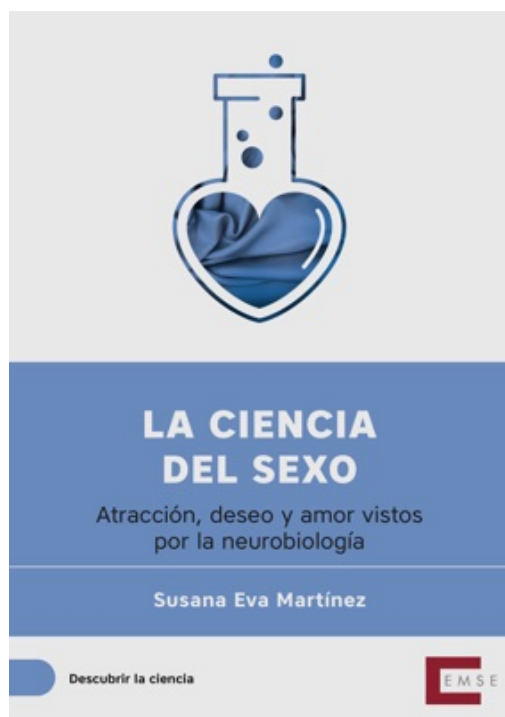 LA CIENCIA
DEL SEXO
Atracción, deseo y amor vistos
por la neurobiología
Susana Eva Martínez
Descubrir la ciencia
EMSE